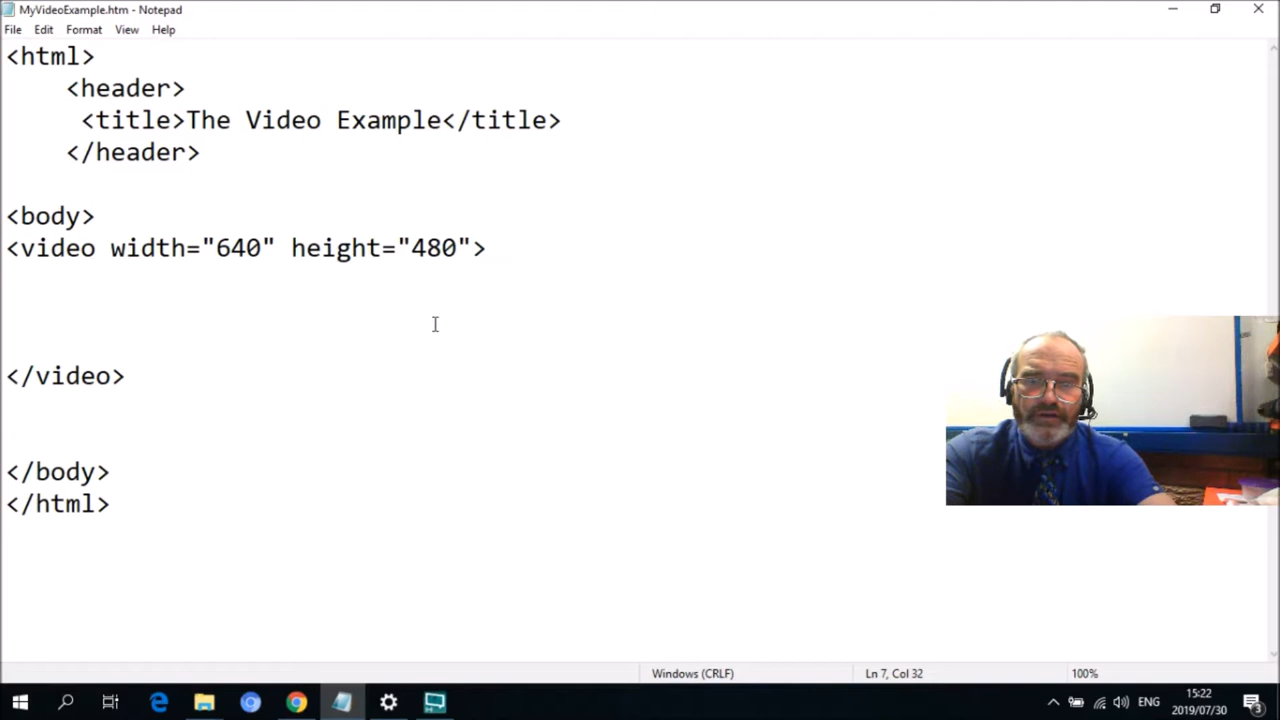 MyVideoExample.htm - Notepad
File Edit Format View Help
<html>
<header>
<title>The Video Example</title>
</header>
<body>
<video width="640" height="480">
</video>
</body>
</html>
Windows (CRLF) Ln 7, Col 32 100%
ENG
15:22
2019/07/30
3